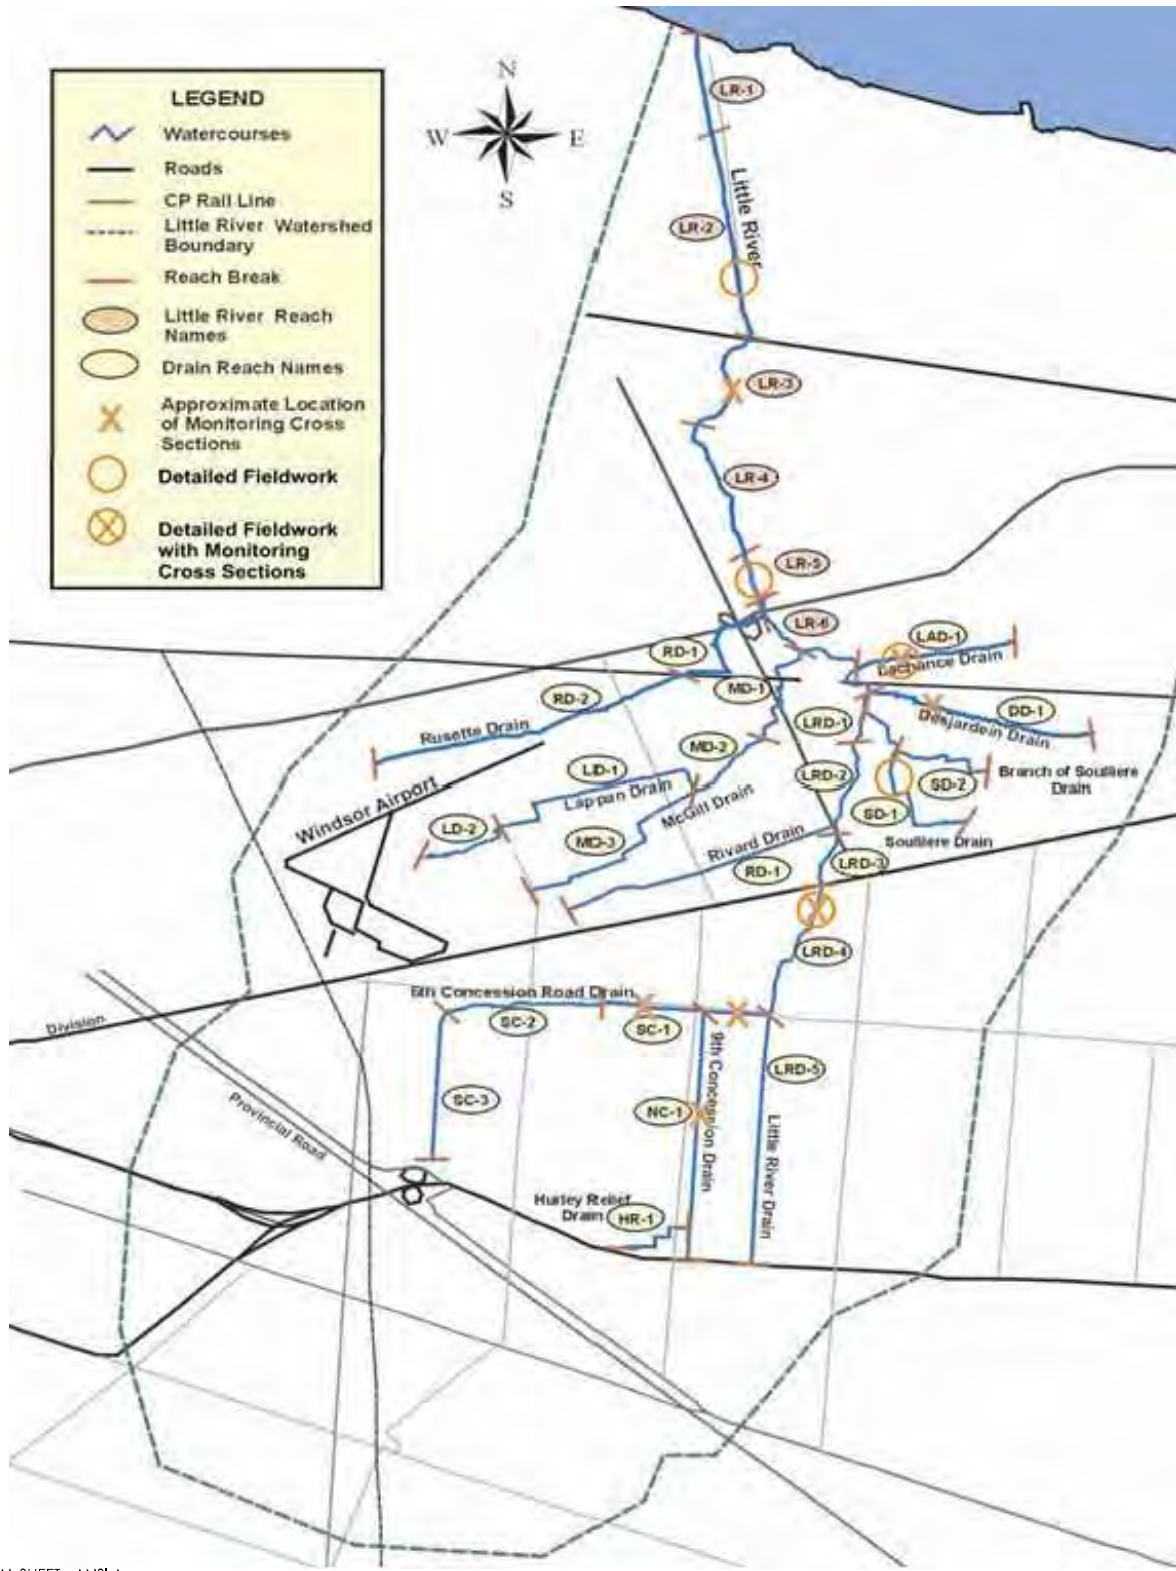 N
W E
S
LEGEND
Watercourses
Roads
CP Rail Line
Little River Watershed
Boundary
Reach Break
Little River Reach
Names
Drain Reach Names
Approximate Location
of Monitoring Cross
Sections
Detailed Fieldwork
Detailed Fieldwork
with Monitoring
Cross Sections
LR-1
Little River
LR-2
LR-3
LR-4
LR-5
LR-6
LAD-1
Lachance Drain
RD-1
MD-1
RD-2
Rusette Drain
DD-1
Desjardein Drain
LRD-1
MD-2
LID-1
Lappan Drain
LRD-2
SD-2
Branch of Soulliere
Drain
Windsor Airport
McGill Drain
SD-1
LD-2
MD-3
Rivard Drain
Soulliere Drain
RD-1
LRD-3
LRD-4
6th Concession Road Drain
SC-2
SC-1
Division
9th Concession Drain
LRD-5
SC-3
NC-1
Provincial Road
Little River Drain
Hurley Relief
Drain
HR-1